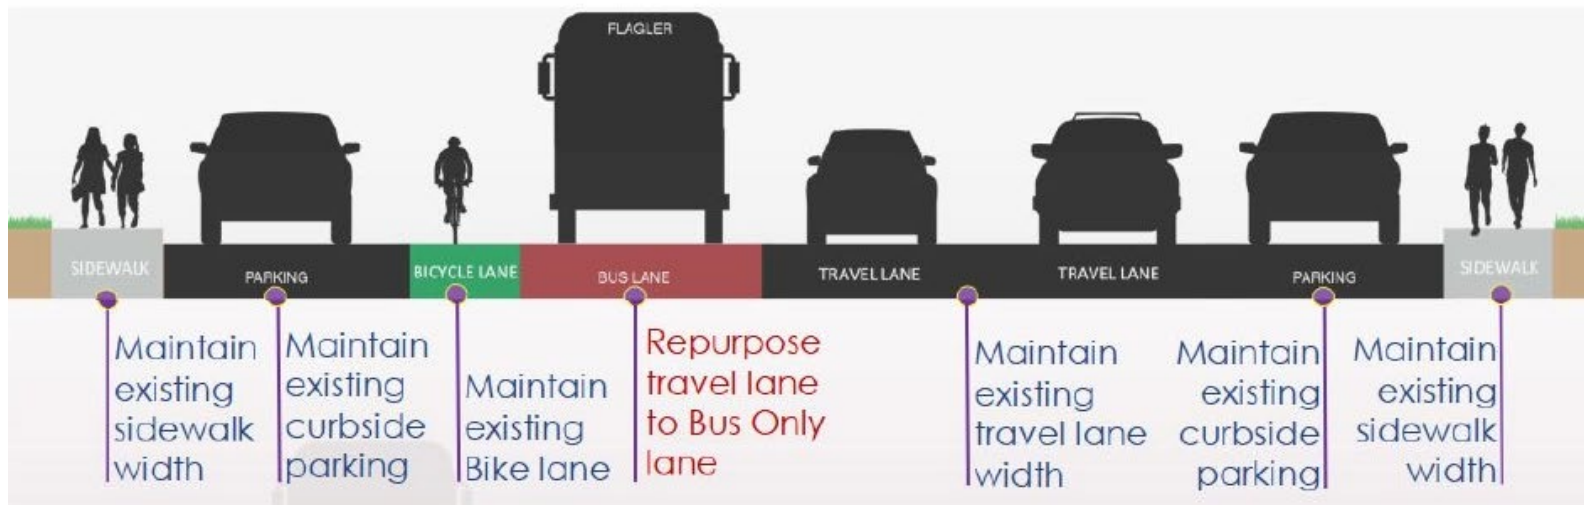 FLAGLER
SIDEWALK
PARKING
BICYCLE LANE
BUS LANE
TRAVEL LANE
TRAVEL LANE
PARKING
SIDEWALK
Maintain
existing
sidewalk
width
Maintain
existing
curbside
parking
Maintain
existing
Bike lane
Repurpose
travel lane
to Bus Only
lane
Maintain
existing
travel lane
width
Maintain
existing
curbside
parking
Maintain
existing
sidewalk
width